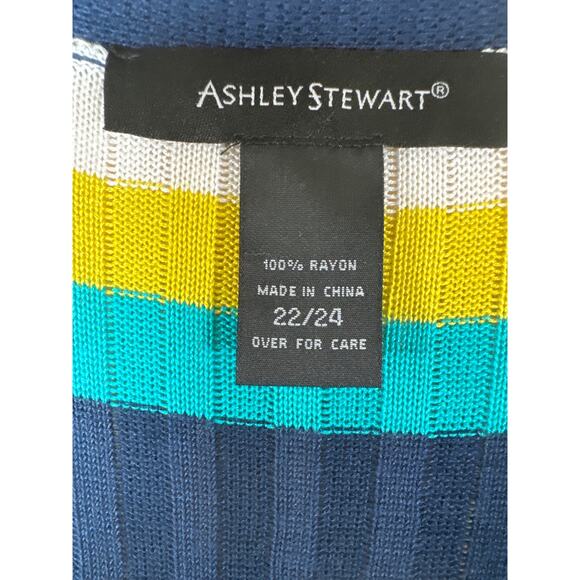 ASHLEY STEWART®
100% RAYON
MADE IN CHINA
22/24
OVER FOR CARE